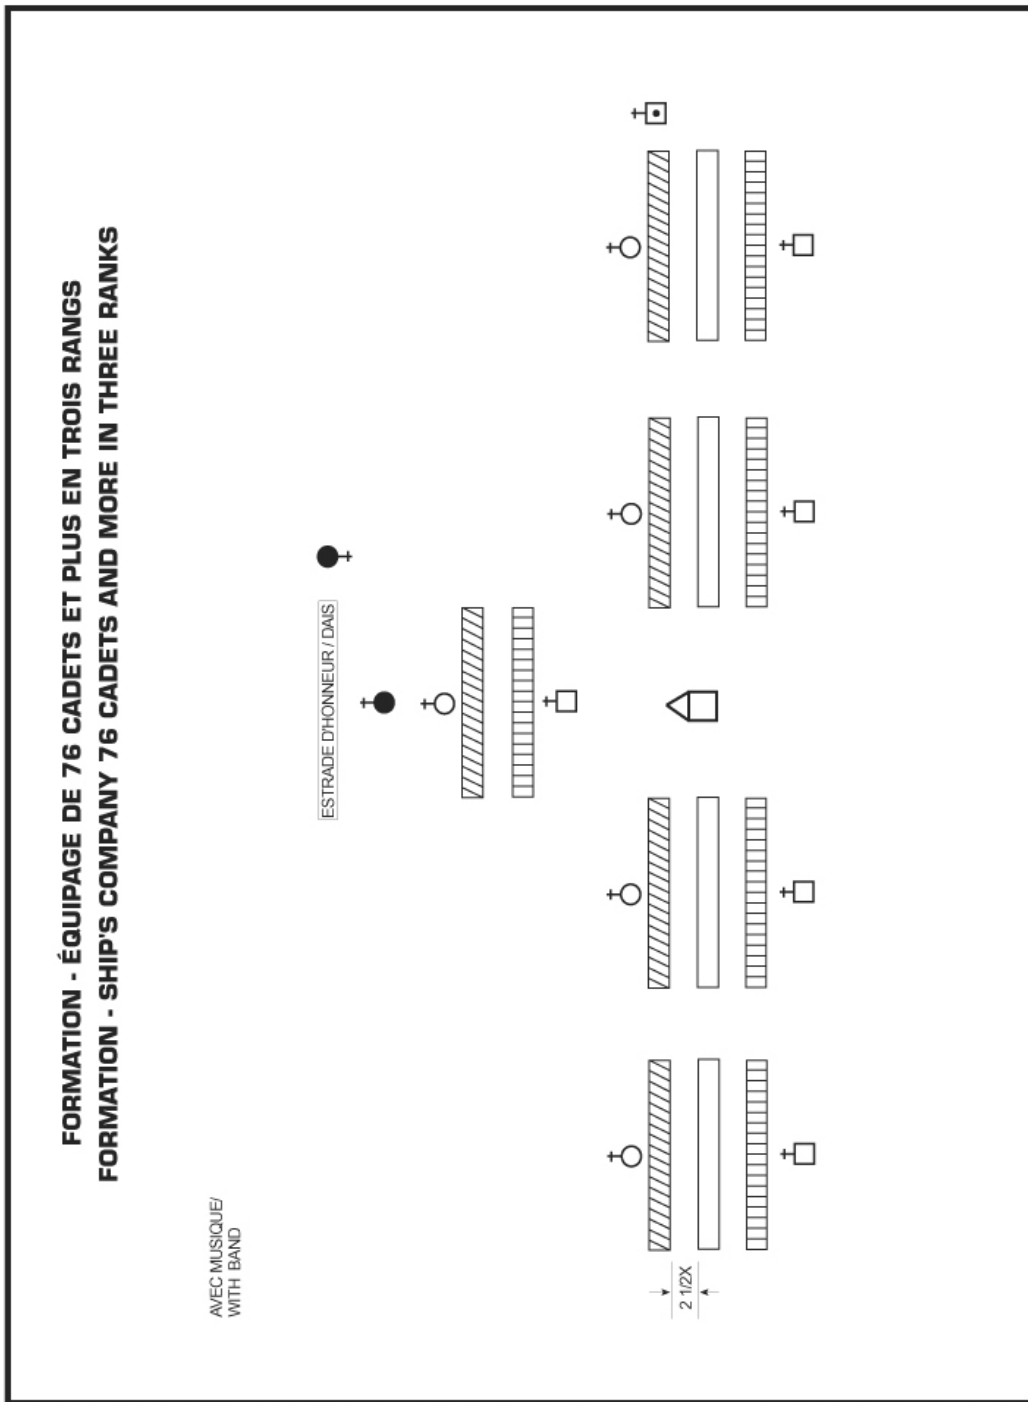 FORMATION - ÉQUIPAGE DE 76 CADETS ET PLUS EN TROIS RANGS
FORMATION - SHIP'S COMPANY 76 CADETS AND MORE IN THREE RANKS
AVEC MUSIQUE/
WITH BAND
ESTRADE D'HONNEUR / DAIS
2 1/2X